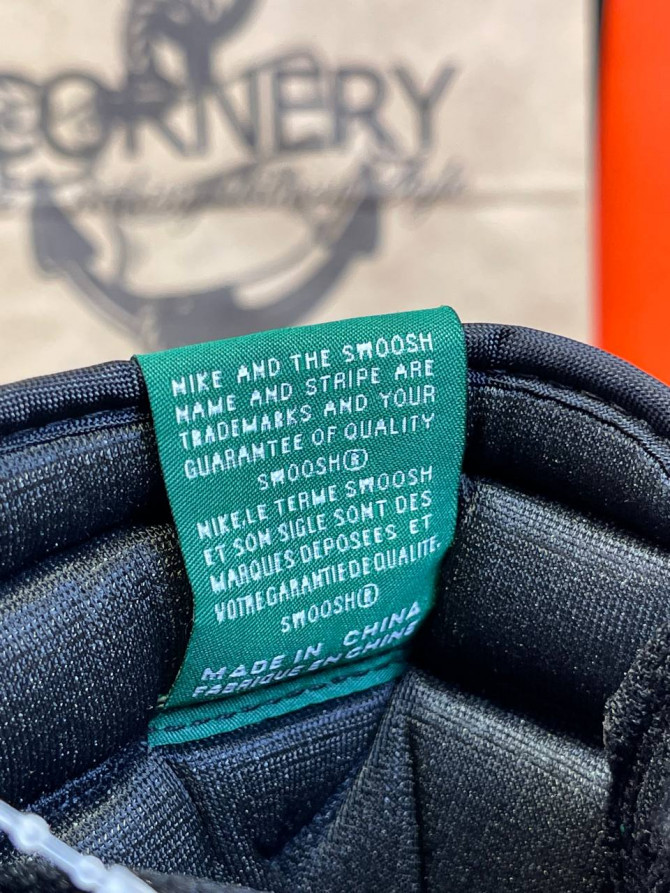 CORNERY
NIKE AND THE SWOOSH
NAME AND STRIPE ARE
TRADEMARKS AND YOUR
GUARANTEE OF QUALITY
SWOOSH®
NIKE, LE TERME SWOOSH
ET SON SIGLE SONT DES
MARQUES DEPOSEES ET
VOTRE GARANTIE DE QUALITE.
SWOOSH®
MADE IN CHINA
FABRIQUE EN CHINE